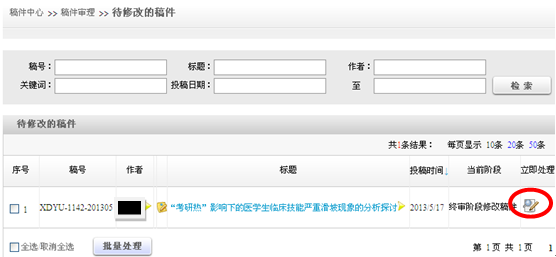 稿件中心 >> 稿件审理 >> 待修改的稿件
稿号： 标题： 作者：
关键词： 投稿日期： 至 检 索
待修改的稿件
共1条结果： 每页显示 10条 20条 50条
序号 稿号 作者 标题 投稿时间↓ 当前阶段 立即处理
1 XDYU-1142-201305 “考研热”影响下的医学生临床技能严重滑坡现象的分析探讨 2013/5/17 终审阶段修改稿件
全选/取消全选 批量处理 第 1页 共 1页 1